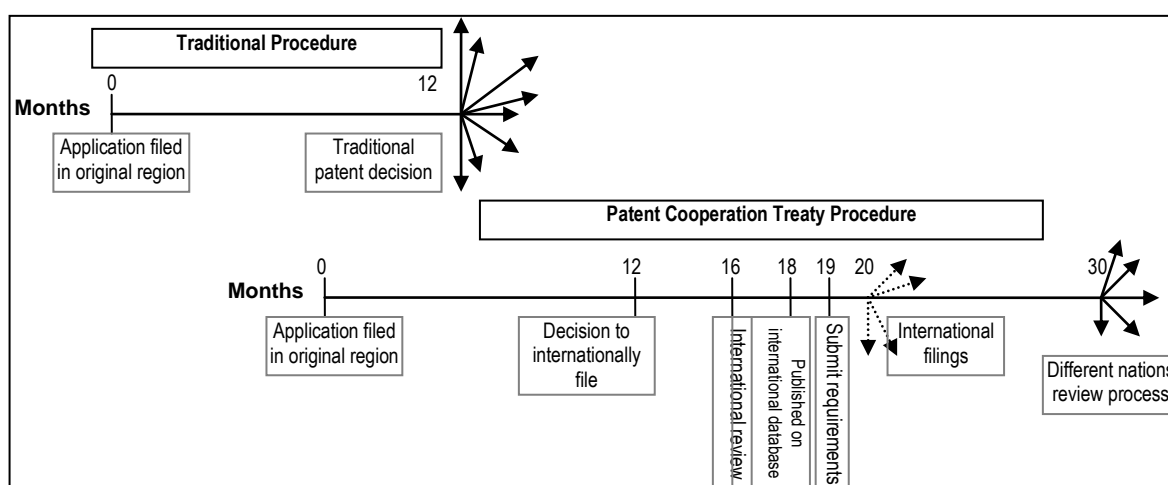 Traditional Procedure
0
12
Months
Application filed
in original region
Traditional
patent decision
Patent Cooperation Treaty Procedure
0
12
16
18
19
20
30
Months
Application filed
in original region
Decision to
internationally
file
International review
Published on
international database
Submit requirements
International
filings
Different nations
review process